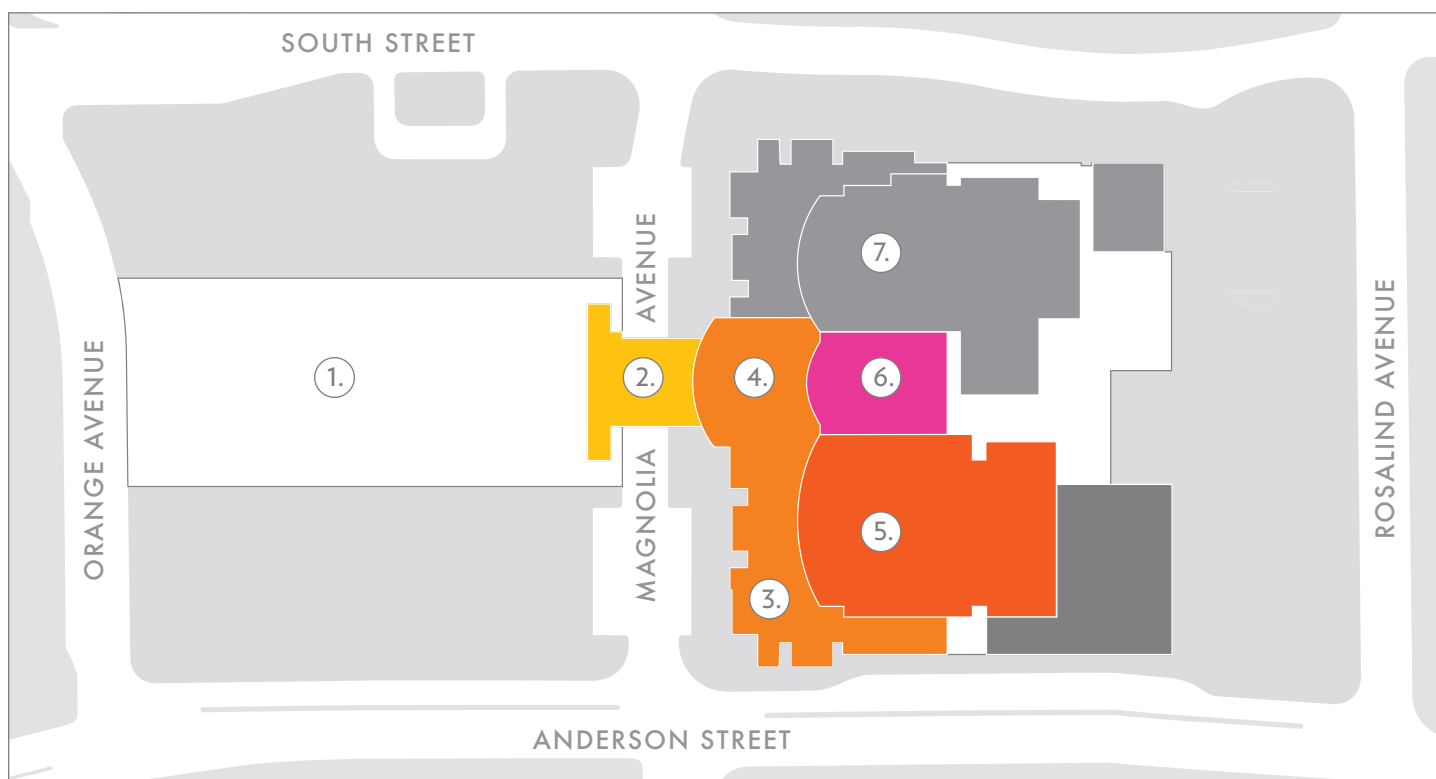 SOUTH STREET
AVENUE
MAGNOLIA
ORANGE AVENUE
ROSALIND AVENUE
7.
1.
2.
4.
6.
5.
3.
ANDERSON STREET